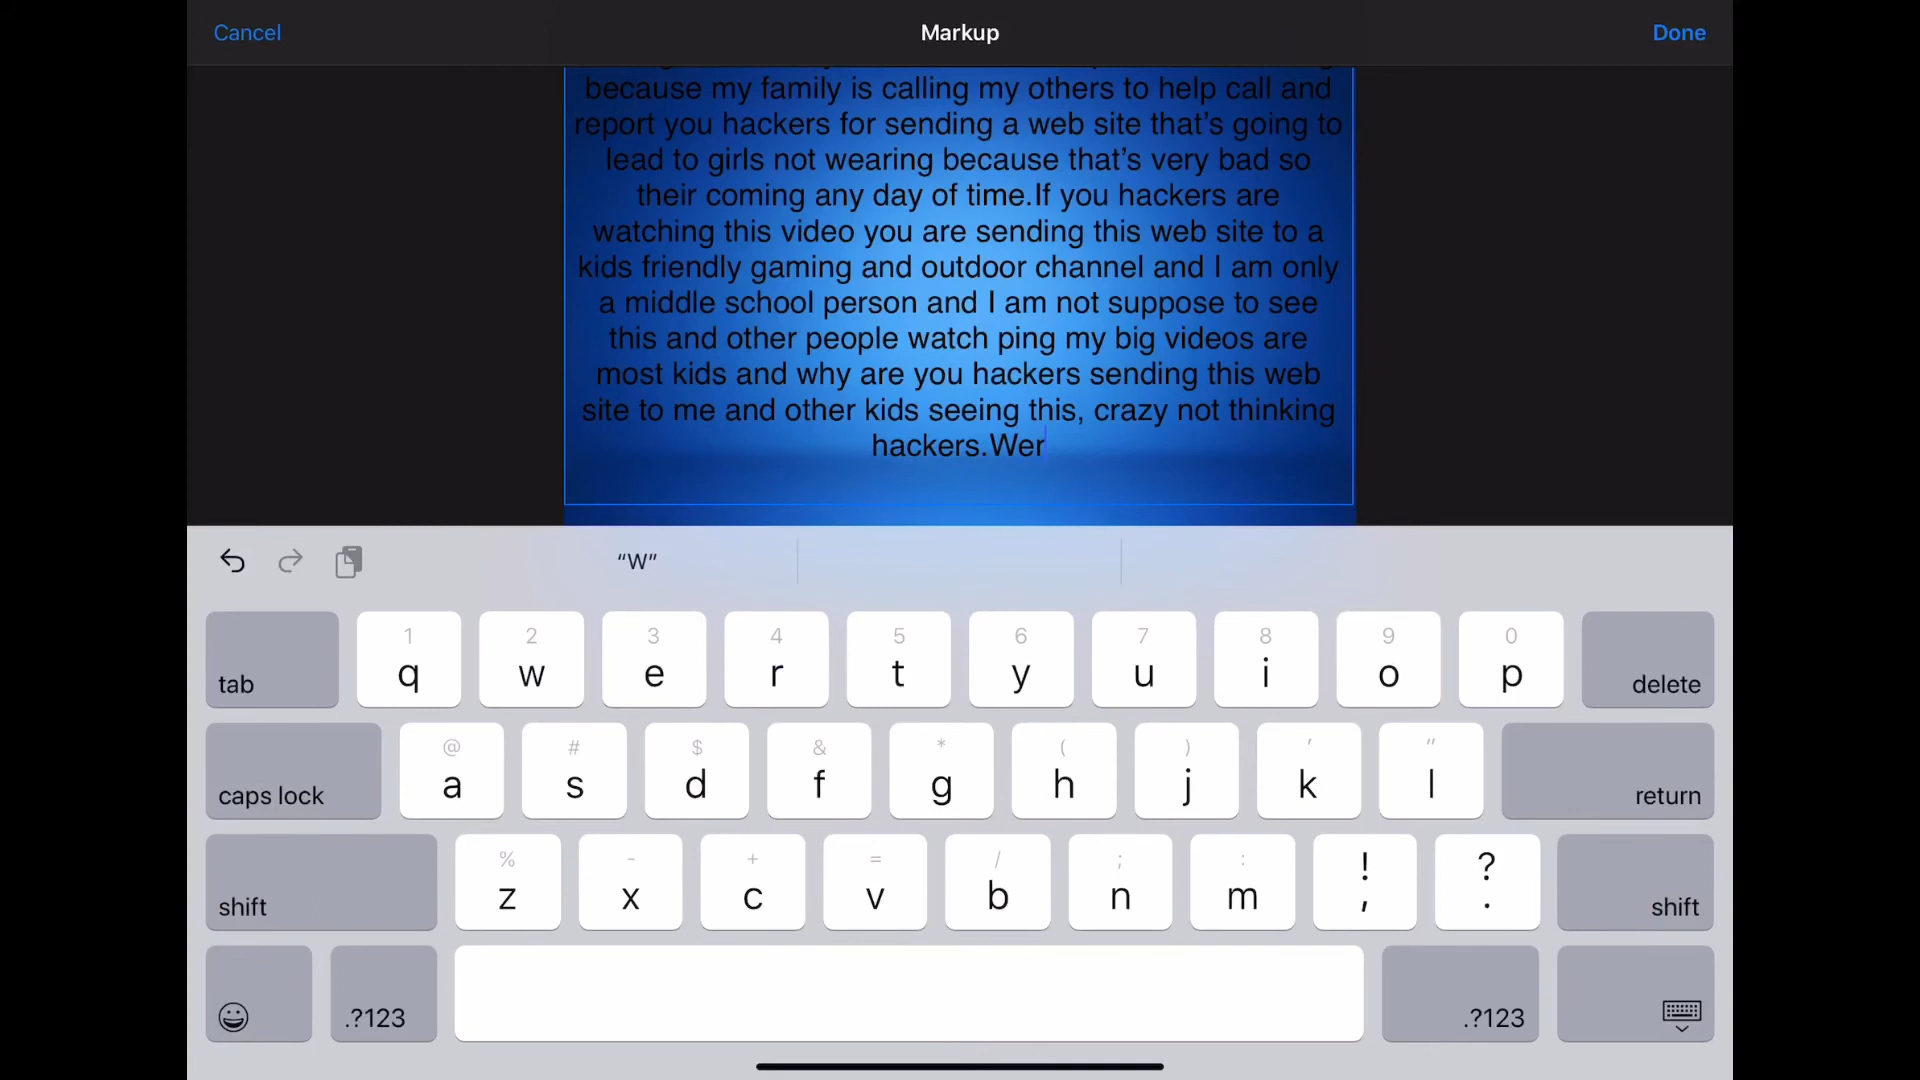 Cancel
Markup
Done
because my family is calling my others to help call and
report you hackers for sending a web site that’s going to
lead to girls not wearing because that’s very bad so
their coming any day of time.If you hackers are
watching this video you are sending this web site to a
kids friendly gaming and outdoor channel and I am only
a middle school person and I am not suppose to see
this and other people watch ping my big videos are
most kids and why are you hackers sending this web
site to me and other kids seeing this, crazy not thinking
hackers.Wer
“W”
1 2 3 4 5 6 7 8 9 0
tab q w e r t y u i o p delete
@ # $ & * ( ) ' "
caps lock a s d f g h j k l return
% - + = / ; : ! ?
shift z x c v b n m , . shift
.?123 .?123